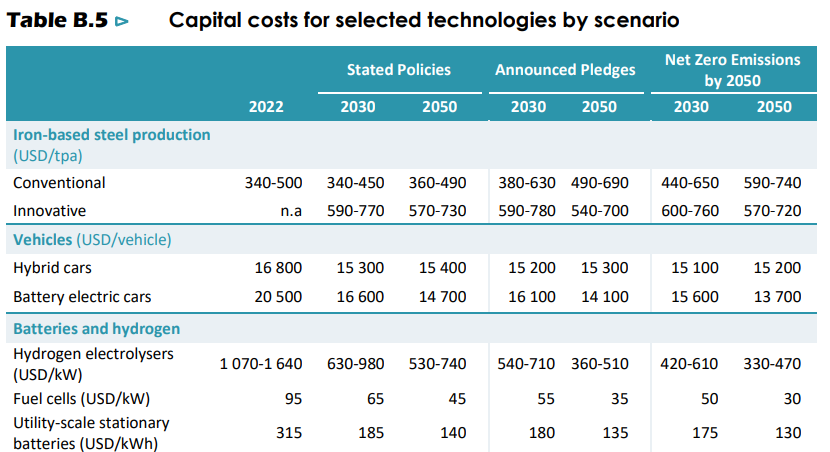 Table B.5 ▷ Capital costs for selected technologies by scenario
Stated Policies Announced Pledges Net Zero Emissions
by 2050
2022 2030 2050 2030 2050 2030 2050
Iron-based steel production
(USD/tpa)
Conventional 340-500 340-450 360-490 380-630 490-690 440-650 590-740
Innovative n.a 590-770 570-730 590-780 540-700 600-760 570-720
Vehicles (USD/vehicle)
Hybrid cars 16 800 15 300 15 400 15 200 15 300 15 100 15 200
Battery electric cars 20 500 16 600 14 700 16 100 14 100 15 600 13 700
Batteries and hydrogen
Hydrogen electrolysers
(USD/kW) 1 070-1 640 630-980 530-740 540-710 360-510 420-610 330-470
Fuel cells (USD/kW) 95 65 45 55 35 50 30
Utility-scale stationary
batteries (USD/kWh) 315 185 140 180 135 175 130